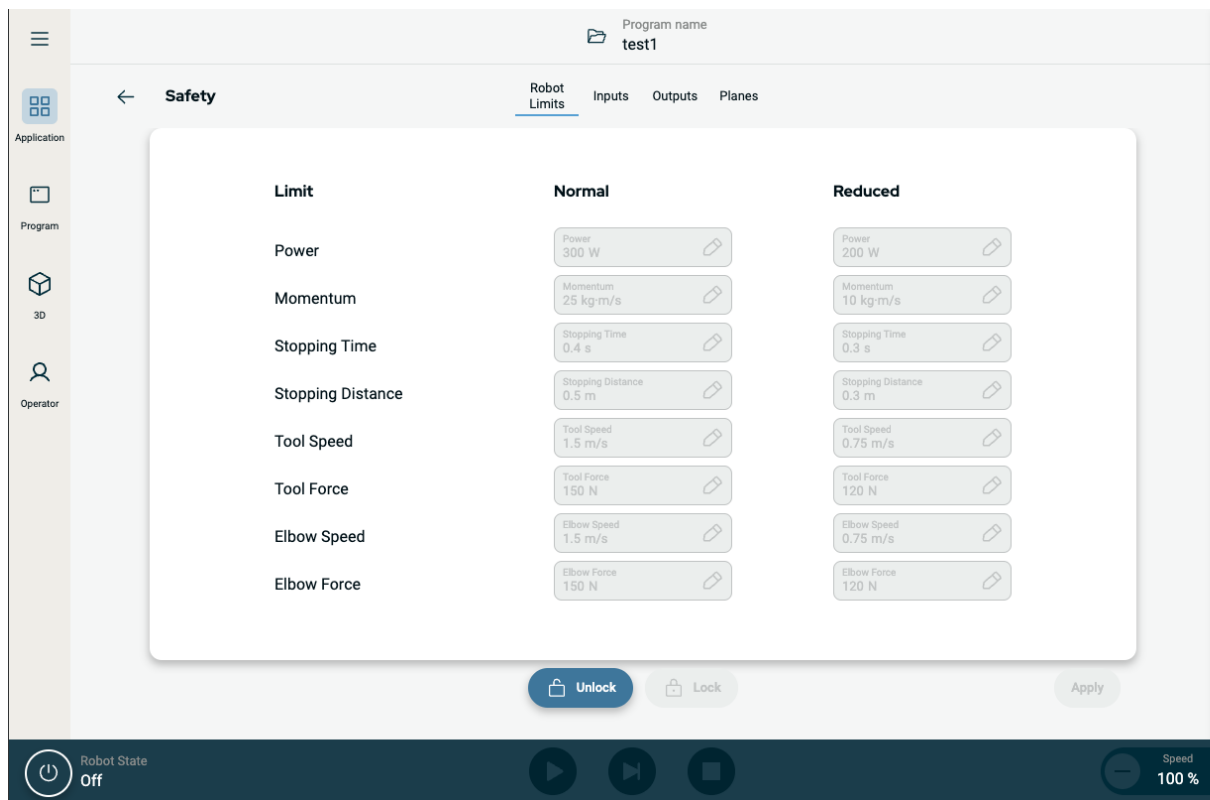 Program name
test1
Safety
Robot
Limits
Inputs
Outputs
Planes
Application
Program
3D
Operator
Limit Normal Reduced
Power
Power
300 W
Power
200 W
Momentum
Momentum
25 kg·m/s
Momentum
10 kg·m/s
Stopping Time
Stopping Time
0.4 s
Stopping Time
0.3 s
Stopping Distance
Stopping Distance
0.5 m
Stopping Distance
0.3 m
Tool Speed
Tool Speed
1.5 m/s
Tool Speed
0.75 m/s
Tool Force
Tool Force
150 N
Tool Force
120 N
Elbow Speed
Elbow Speed
1.5 m/s
Elbow Speed
0.75 m/s
Elbow Force
Elbow Force
150 N
Elbow Force
120 N
Unlock
Lock
Apply
Robot State
Off
Speed
100 %